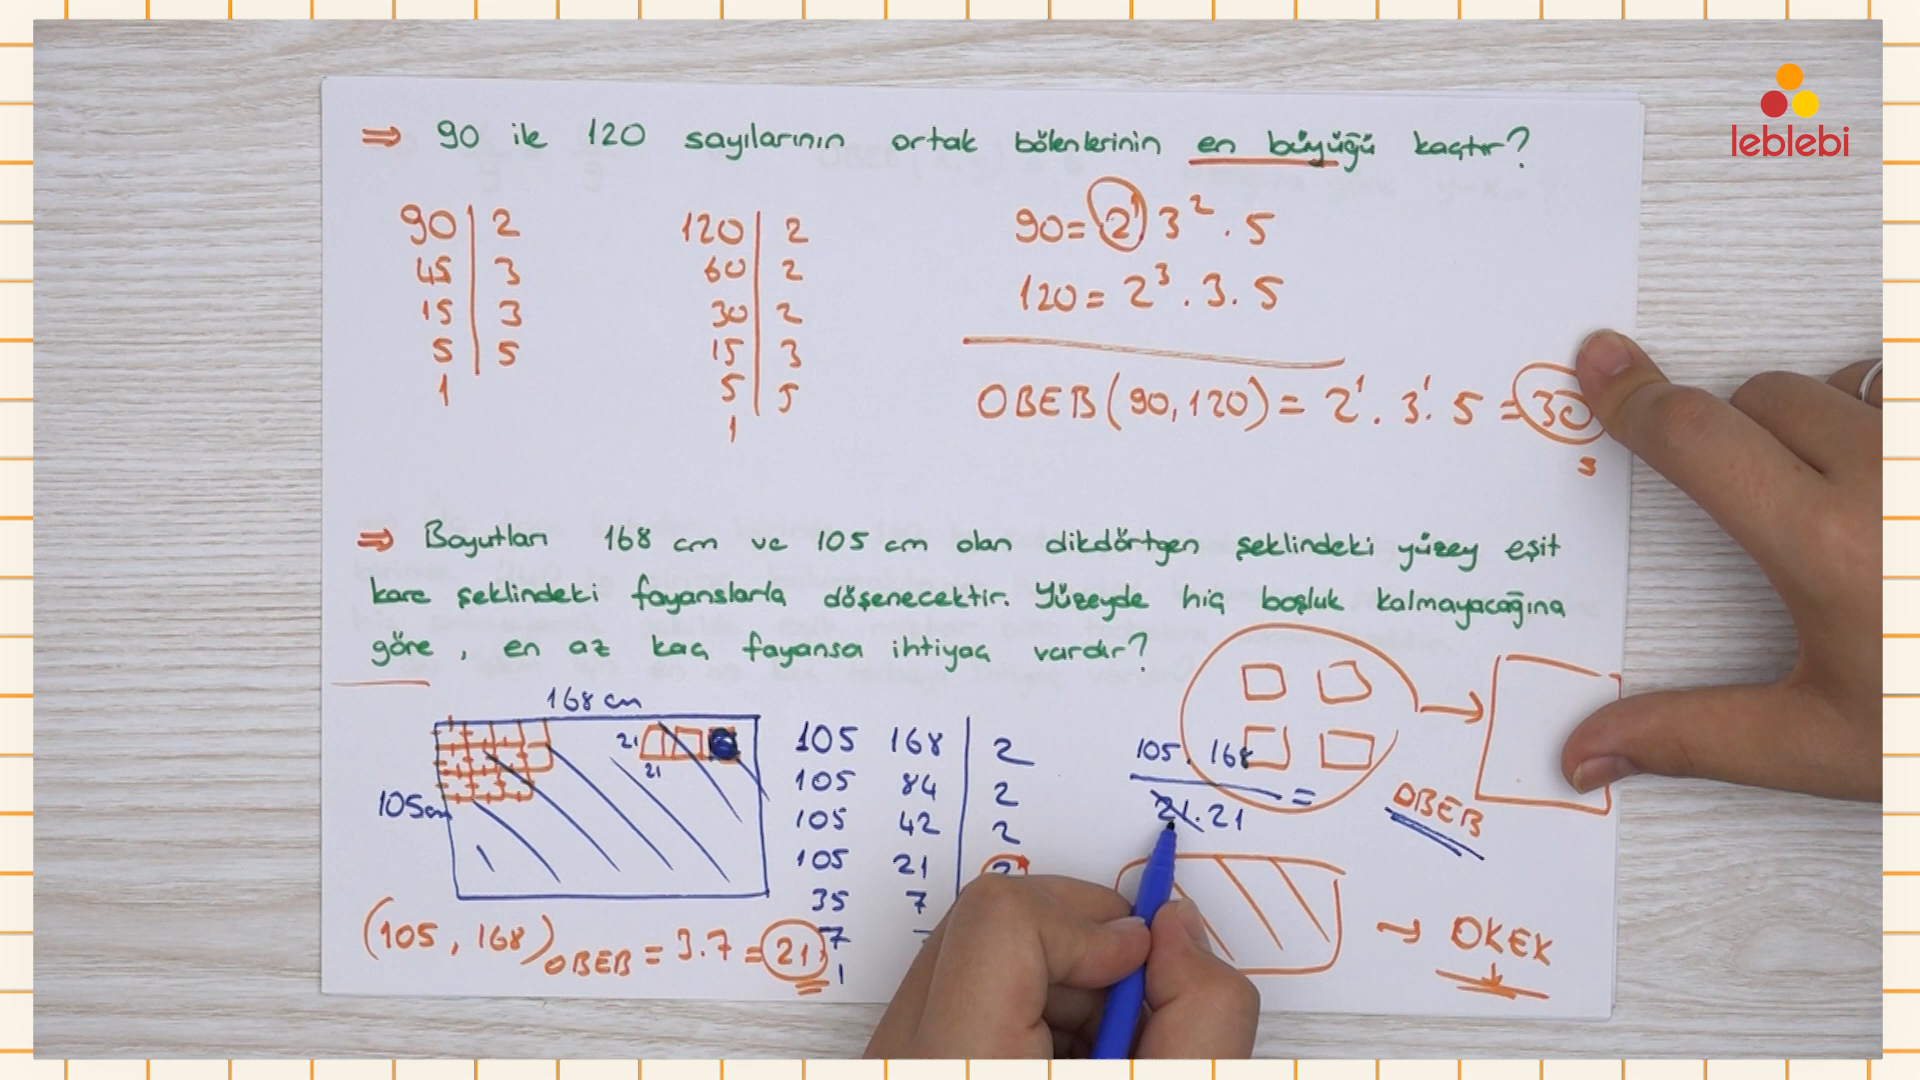 leblebi
⇒ 90 ile 120 sayılarının ortak bölenlerinin en büyüğü kaçtır?
90 | 2
45 | 3
15 | 3
5 | 5
1
120 | 2
60 | 2
30 | 2
15 | 3
5 | 5
1
90 = 2¹ 3² . 5
120 = 2³ . 3 . 5
OBEB (90, 120) = 2¹ . 3¹ . 5 = 30
⇒ Boyutları 168 cm ve 105 cm olan dikdörtgen şeklindeki yüzey eşit
kare şeklindeki fayanslarla döşenecektir. Yüzeyde hiç boşluk kalmayacağına
göre, en az kaç fayansa ihtiyaç vardır?
168 cm
21
21
105 cm
105 168 | 2
105 84 | 2
105 42 | 2
105 21
35 7
7
1
(105, 168) OBEB = 3.7 = 21
105 . 168
21 . 21
=
OBEB
→ OKEK